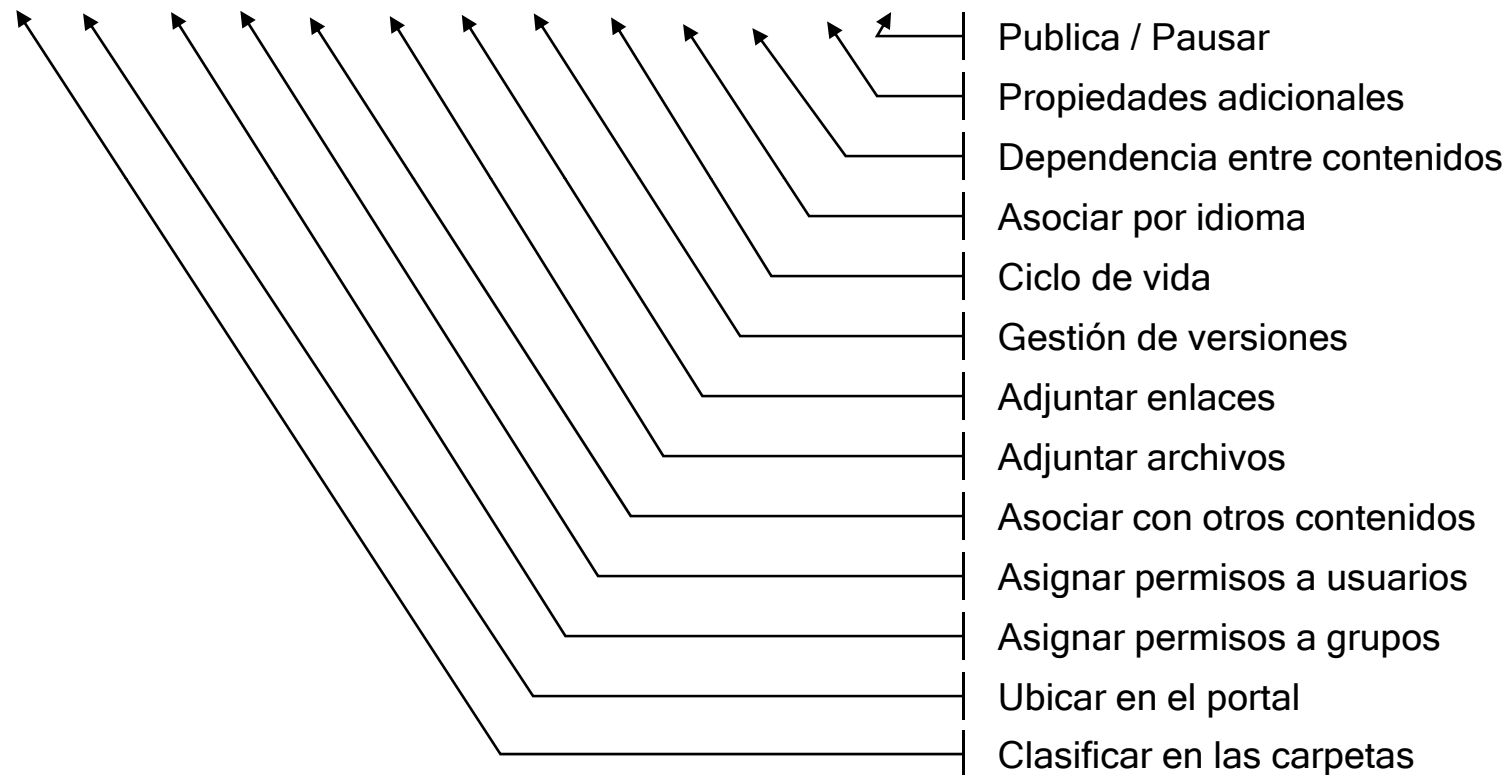 Publica / Pausar
Propiedades adicionales
Dependencia entre contenidos
Asociar por idioma
Ciclo de vida
Gestión de versiones
Adjuntar enlaces
Adjuntar archivos
Asociar con otros contenidos
Asignar permisos a usuarios
Asignar permisos a grupos
Ubicar en el portal
Clasificar en las carpetas